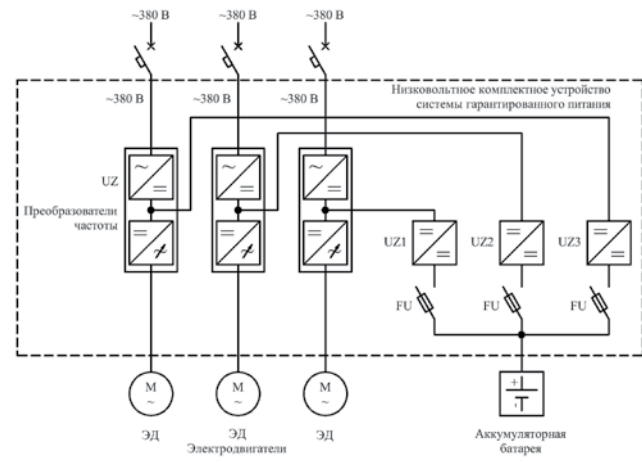 ~380 В
~380 В
~380 В
Низковольтное комплектное устройство
системы гарантированного питания
~380 В
~380 В
~380 В
UZ
Преобразователи
частоты
UZ1
UZ2
UZ3
FU
FU
FU
М
~
М
~
М
~
ЭД
ЭД
ЭД
Электродвигатели
Аккумуляторная
батарея